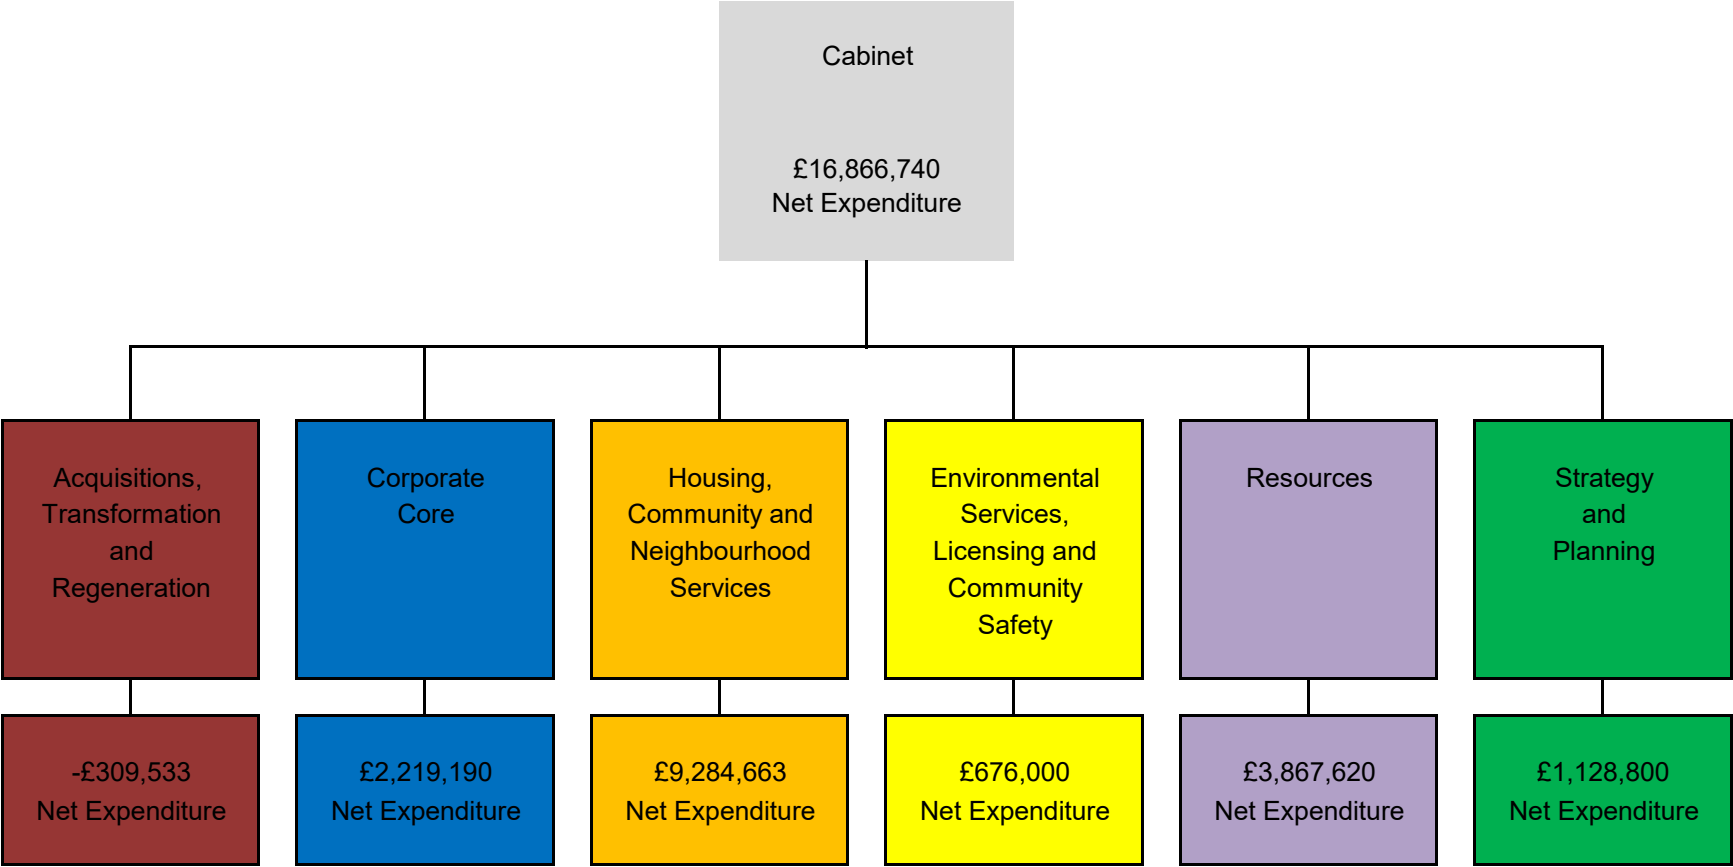 Cabinet
£16,866,740
Net Expenditure
Acquisitions,
Transformation
and
Regeneration
Corporate
Core
Housing,
Community and
Neighbourhood
Services
Environmental
Services,
Licensing and
Community
Safety
Resources
Strategy
and
Planning
-£309,533
Net Expenditure
£2,219,190
Net Expenditure
£9,284,663
Net Expenditure
£676,000
Net Expenditure
£3,867,620
Net Expenditure
£1,128,800
Net Expenditure